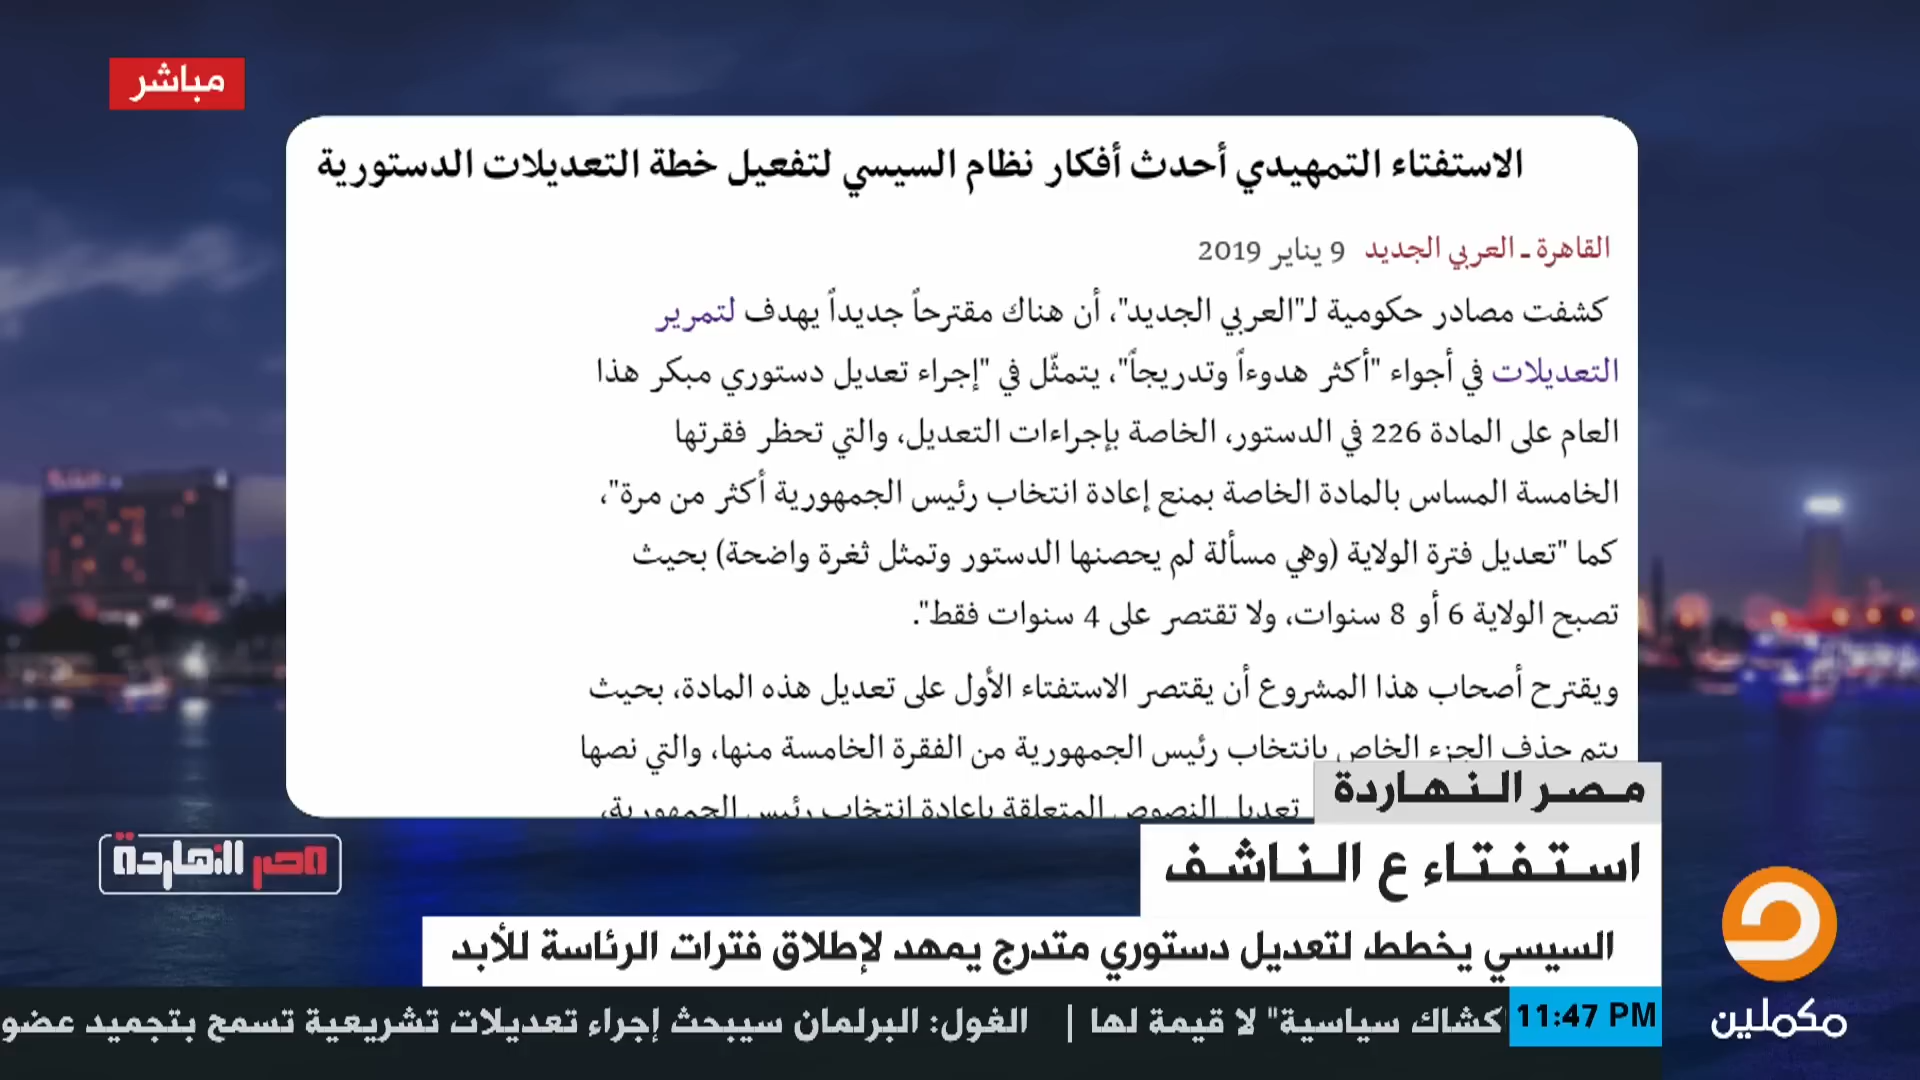 مباشر
الاستفتاء التمهيدي أحدث أفكار نظام السيسي لتفعيل خطة التعديلات الدستورية
القاهرة ـ العربي الجديد 9 يناير 2019
كشفت مصادر حكومية لـ"العربي الجديد"، أن هناك مقترحاً جديداً يهدف لتمرير
التعديلات في أجواء "أكثر هدوءاً وتدريجاً"، يتمثّل في "إجراء تعديل دستوري مبكر هذا
العام على المادة 226 في الدستور، الخاصة بإجراءات التعديل، والتي تحظر فقرتها
الخامسة المساس بالمادة الخاصة بمنع إعادة انتخاب رئيس الجمهورية أكثر من مرة"،
كما "تعديل فترة الولاية (وهي مسألة لم يحصنها الدستور وتمثل ثغرة واضحة) بحيث
تصبح الولاية 6 أو 8 سنوات، ولا تقتصر على 4 سنوات فقط".
ويقترح أصحاب هذا المشروع أن يقتصر الاستفتاء الأول على تعديل هذه المادة، بحيث
يتم حذف الجزء الخاص بانتخاب رئيس الجمهورية من الفقرة الخامسة منها، والتي نصها
تعديل النصوص المتعلقة بإعادة انتخاب رئيس الجمهورية،
مصر النهاردة
مصر النهاردة
استفتاء ع الناشف
السيسي يخطط لتعديل دستوري متدرج يمهد لإطلاق فترات الرئاسة للأبد
11:47 PM
كشاك سياسية" لا قيمة لها | الغول: البرلمان سيبحث إجراء تعديلات تشريعية تسمح بتجميد عضو
مكملين